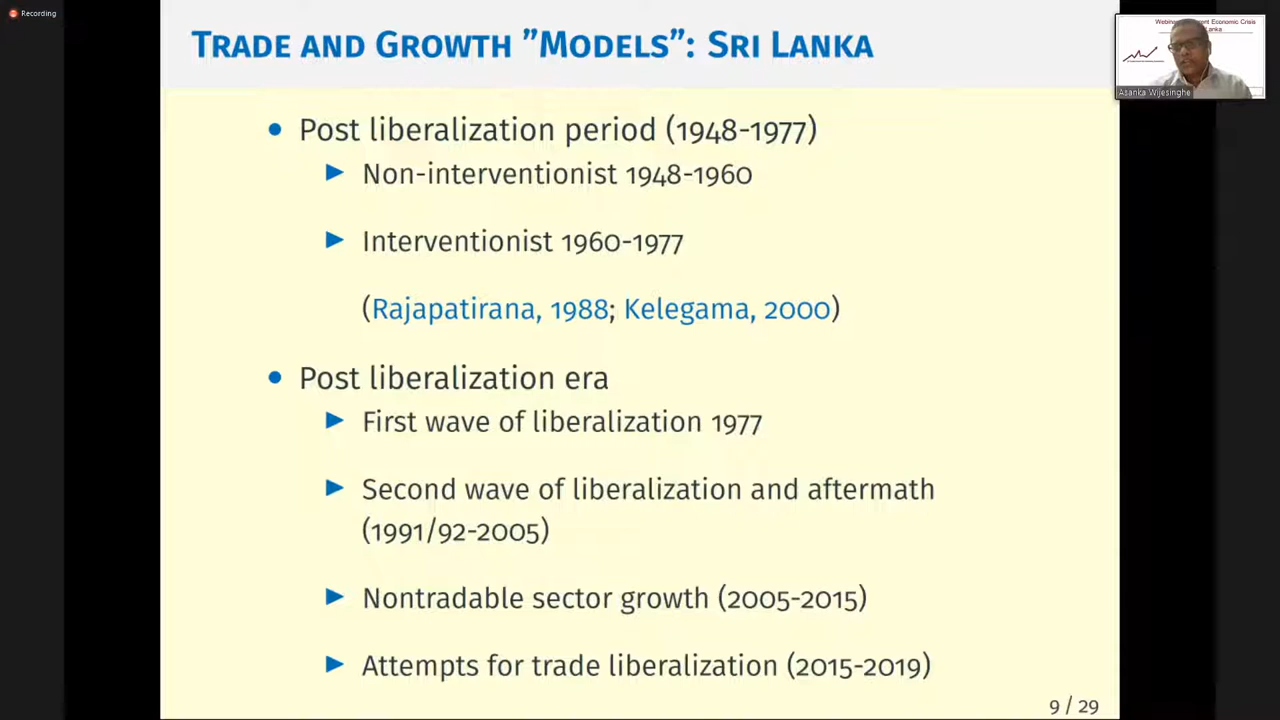 Recording
TRADE AND GROWTH ”MODELS”: SRI LANKA
Economic Crisis
Asanka Wijesinghe
Post liberalization period (1948-1977)
Non-interventionist 1948-1960
Interventionist 1960-1977
(Rajapatirana, 1988; Kelegama, 2000)
Post liberalization era
First wave of liberalization 1977
Second wave of liberalization and aftermath
(1991/92-2005)
Nontradable sector growth (2005-2015)
Attempts for trade liberalization (2015-2019)
9 / 29